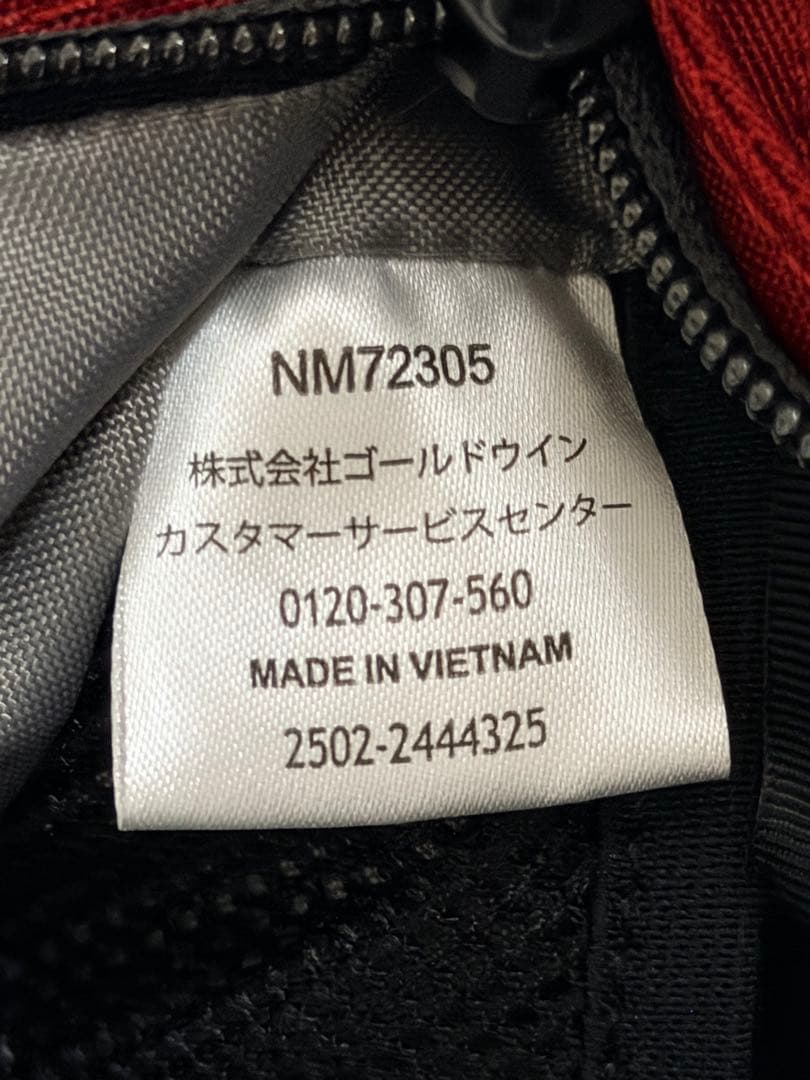 NM72305
株式会社ゴールドウイン
カスタマーサービスセンター
0120-307-560
MADE IN VIETNAM
2502-2444325